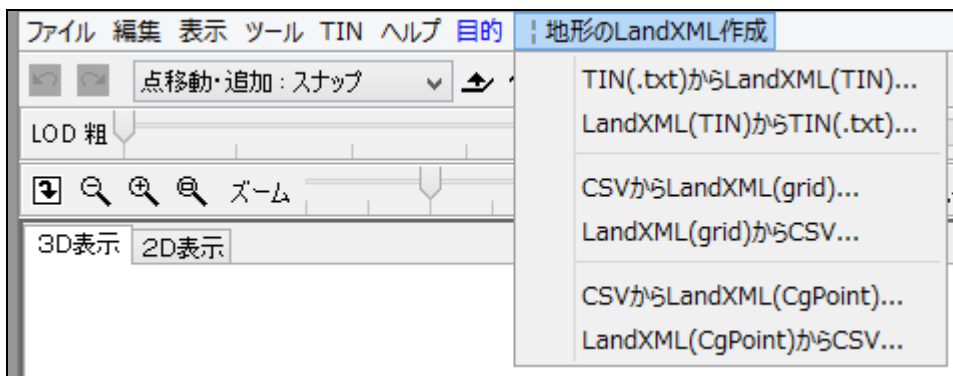 ファイル 編集 表示 ツール TIN ヘルプ 目的 ¦ 地形のLandXML作成
点移動・追加：スナップ
TIN(.txt)からLandXML(TIN)...
LandXML(TIN)からTIN(.txt)...
LOD 粗
CSVからLandXML(grid)...
ズーム
LandXML(grid)からCSV...
3D表示 2D表示
CSVからLandXML(CgPoint)...
LandXML(CgPoint)からCSV...